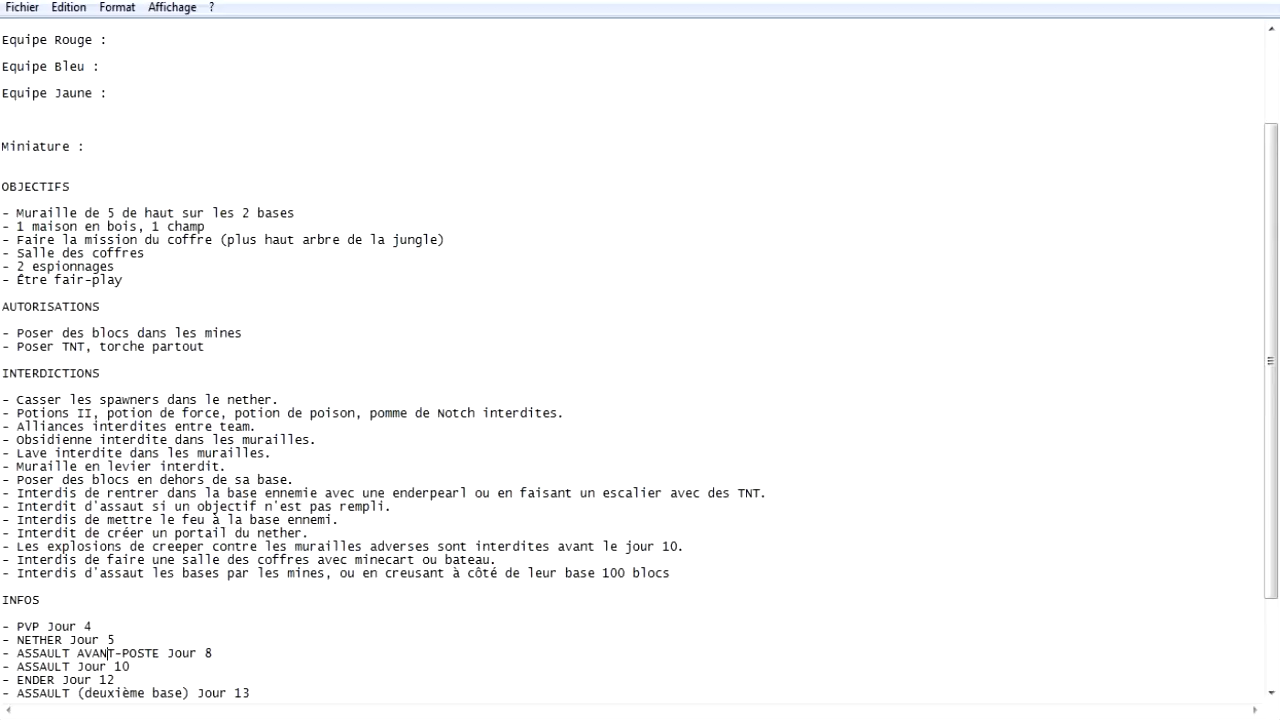 Fichier Edition Format Affichage ?
Equipe Rouge :
Equipe Bleu :
Equipe Jaune :
Miniature :
OBJECTIFS
- Muraille de 5 de haut sur les 2 bases
- 1 maison en bois, 1 champ
- Faire la mission du coffre (plus haut arbre de la jungle)
- Salle des coffres
- 2 espionnages
- Être fair-play
AUTORISATIONS
- Poser des blocs dans les mines
- Poser TNT, torche partout
INTERDICTIONS
- Casser les spawners dans le nether.
- Potions II, potion de force, potion de poison, pomme de Notch interdites.
- Alliances interdites entre team.
- Obsidienne interdite dans les murailles.
- Lave interdite dans les murailles.
- Muraille en levier interdit.
- Poser des blocs en dehors de sa base.
- Interdis de rentrer dans la base ennemie avec une enderpearl ou en faisant un escalier avec des TNT.
- Interdit d'assaut si un objectif n'est pas rempli.
- Interdis de mettre le feu à la base ennemi.
- Interdit de créer un portail du nether.
- Les explosions de creeper contre les murailles adverses sont interdites avant le jour 10.
- Interdis de faire une salle des coffres avec minecart ou bateau.
- Interdis d'assaut les bases par les mines, ou en creusant à côté de leur base 100 blocs
INFOS
- PVP Jour 4
- NETHER Jour 5
- ASSAULT AVANT-POSTE Jour 8
- ASSAULT Jour 10
- ENDER Jour 12
- ASSAULT (deuxième base) Jour 13